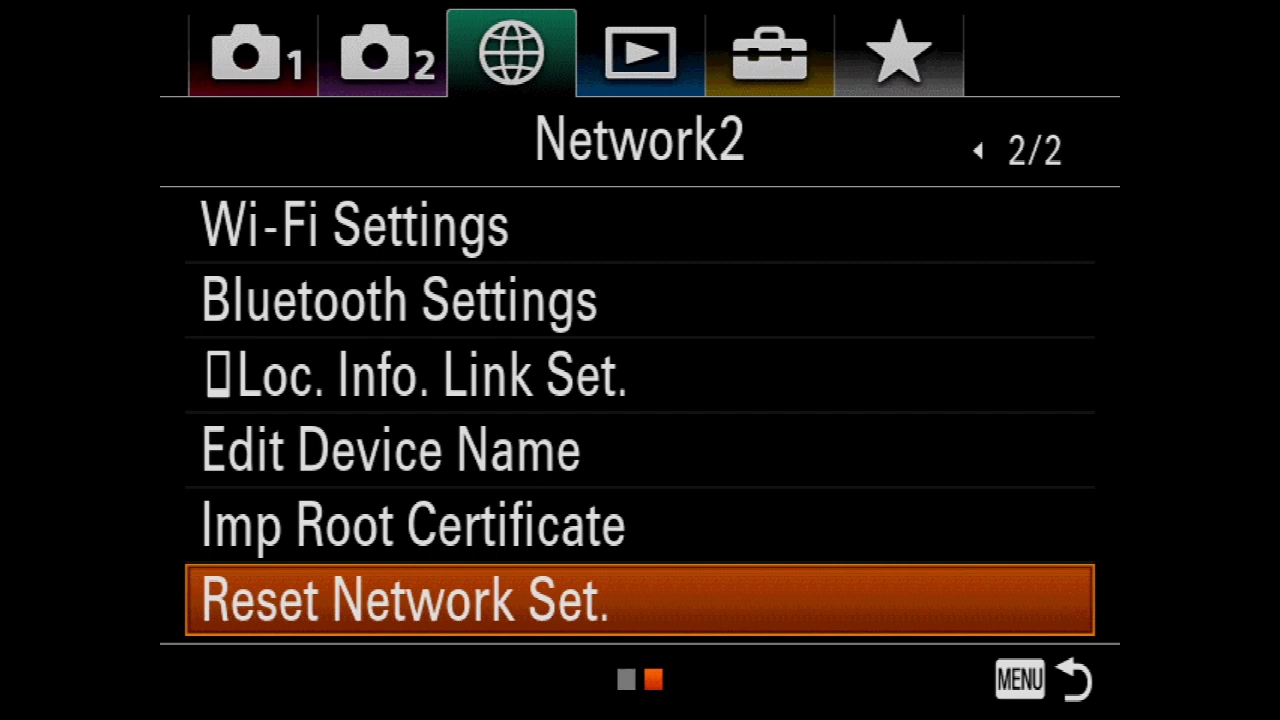 1
2
Network2
2/2
Wi-Fi Settings
Bluetooth Settings
Loc. Info. Link Set.
Edit Device Name
Imp Root Certificate
Reset Network Set.
MENU